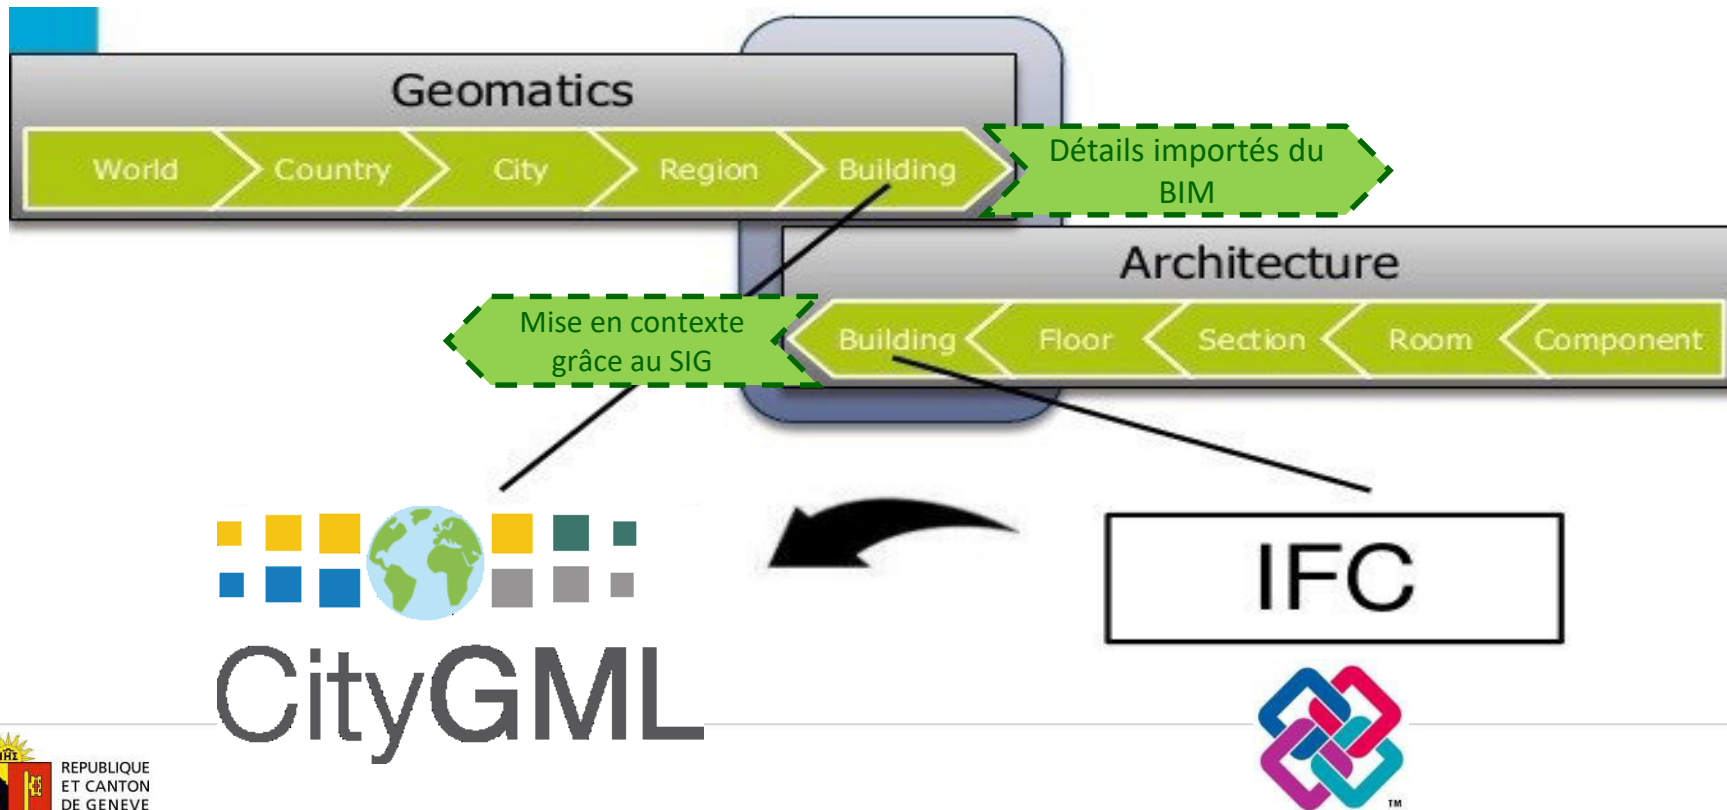 Geomatics
World Country City Region Building
Détails importés du
BIM
Architecture
Mise en contexte
grâce au SIG
Building Floor Section Room Component
IFC
CityGML
TM
REPUBLIQUE
ET CANTON
DE GENEVE